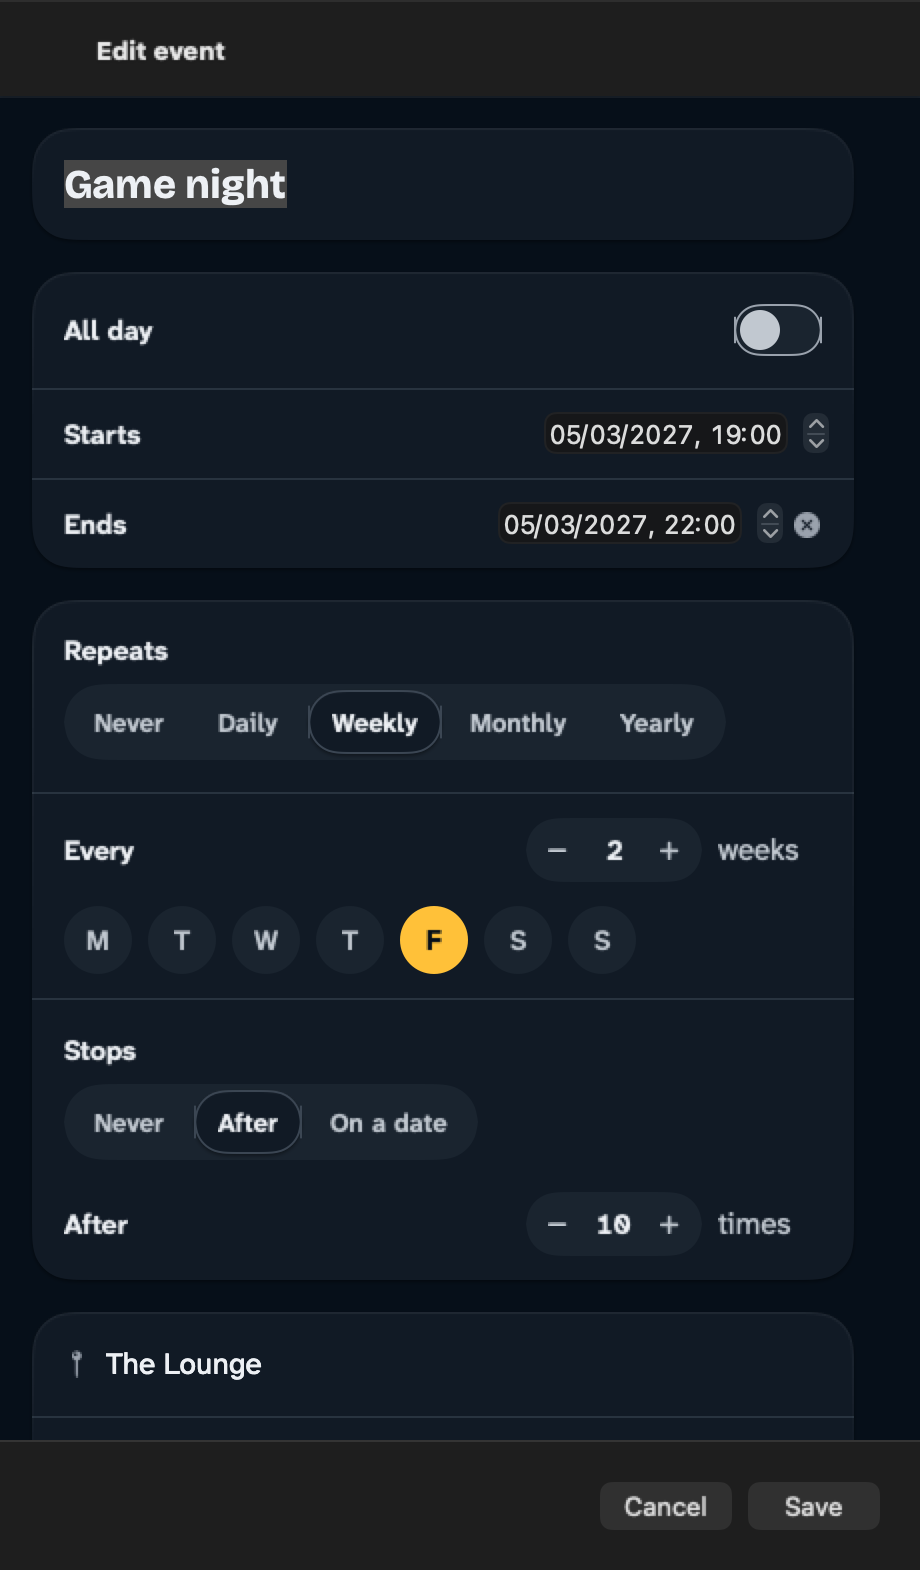 Edit event
Game night
All day
Starts 05/03/2027, 19:00
Ends 05/03/2027, 22:00
Repeats
Never Daily Weekly Monthly Yearly
Every − 2 + weeks
M T W T F S S
Stops
Never After On a date
After − 10 + times
The Lounge
Cancel Save